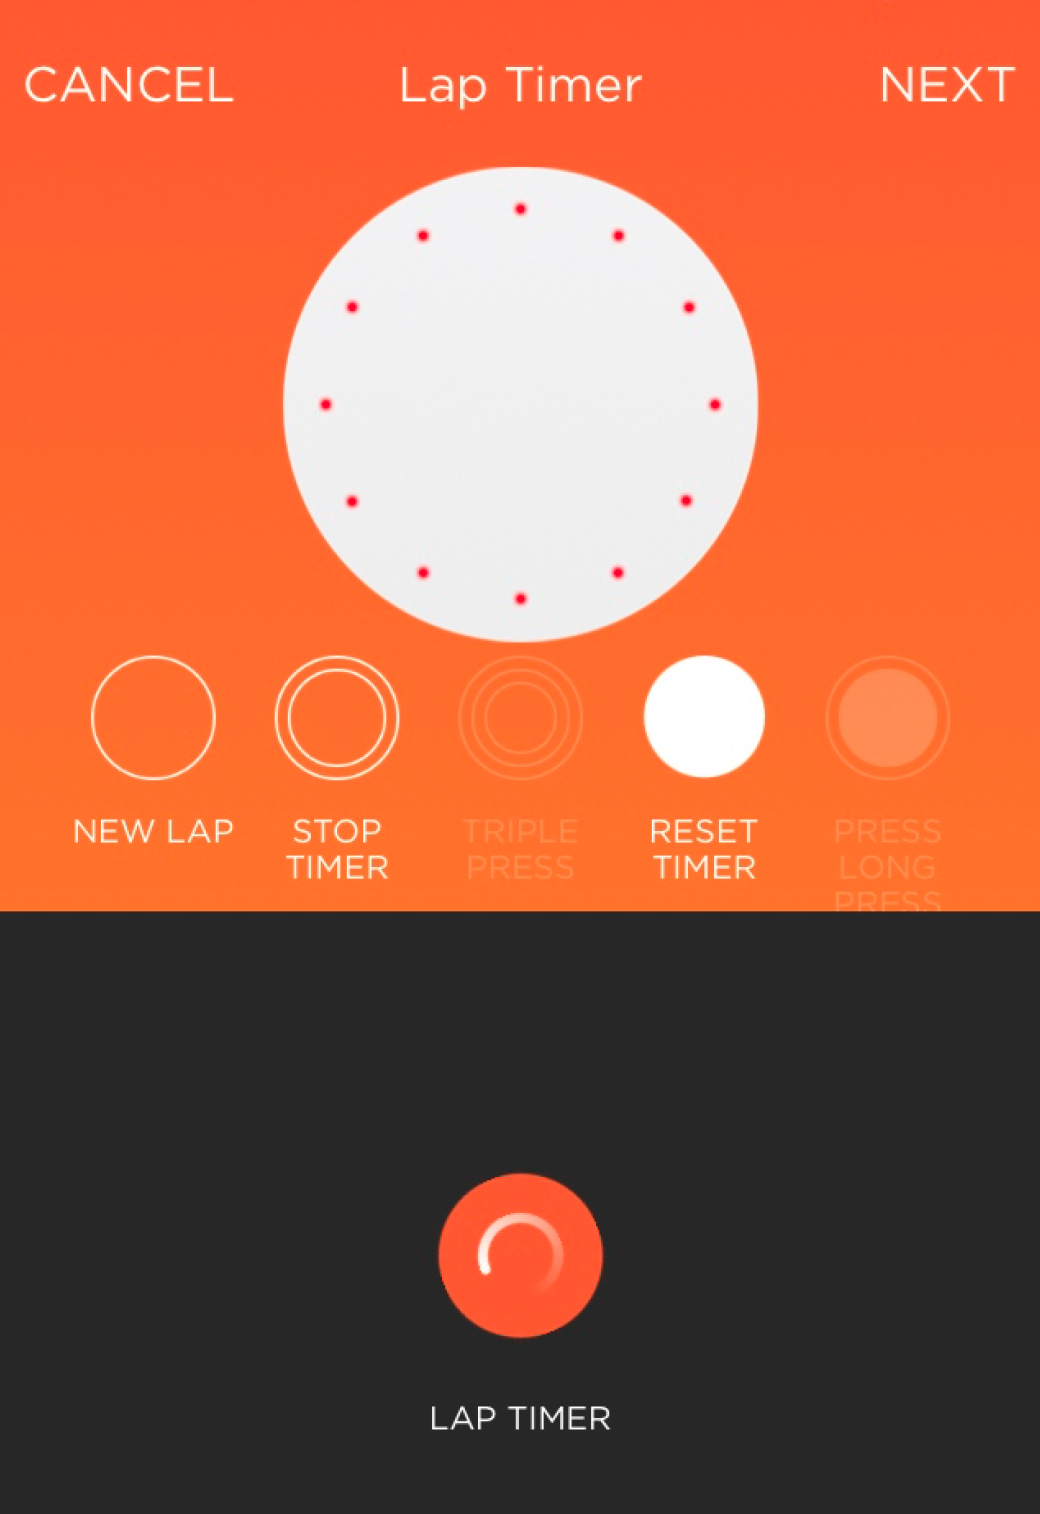 CANCEL Lap Timer NEXT
NEW LAP
STOP
TIMER
TRIPLE
PRESS
RESET
TIMER
PRESS
LONG
PRESS
LAP TIMER